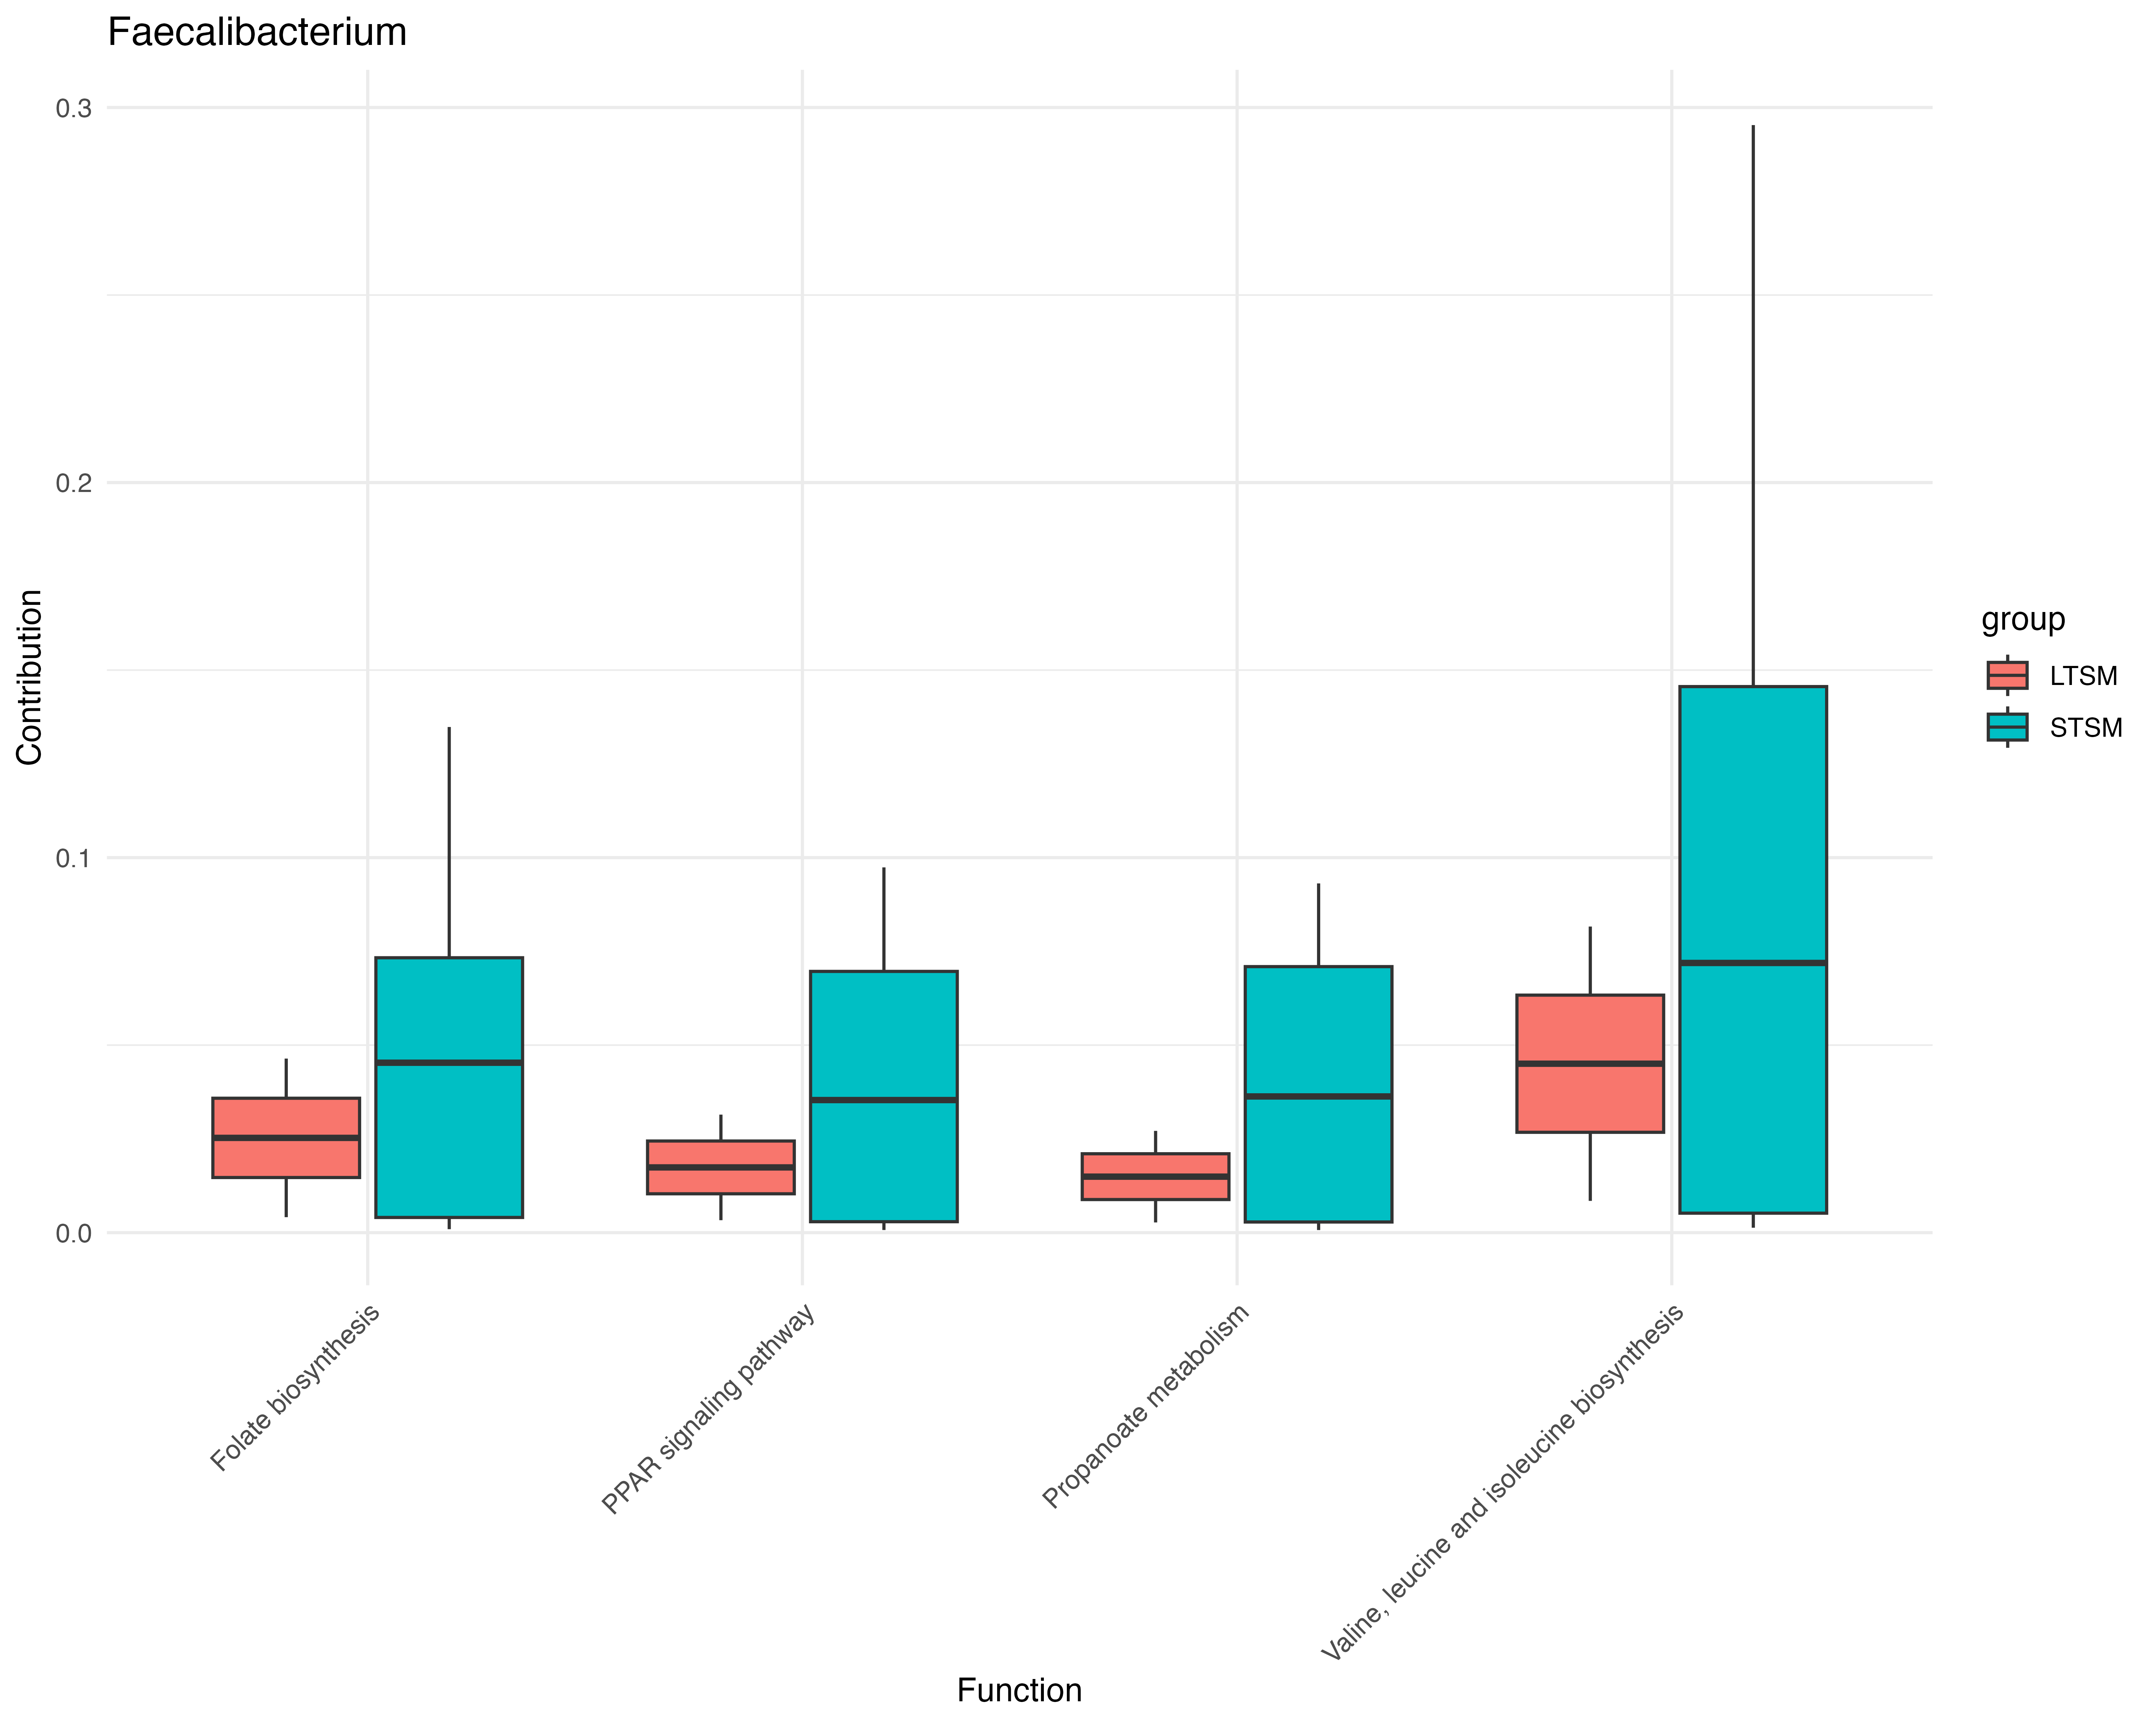 Faecalibacterium
0.3
0.2
0.1
0.0
Contribution
Folate biosynthesis
PPAR signaling pathway
Propanoate metabolism
Valine, leucine and isoleucine biosynthesis
Function
group
LTSM
STSM